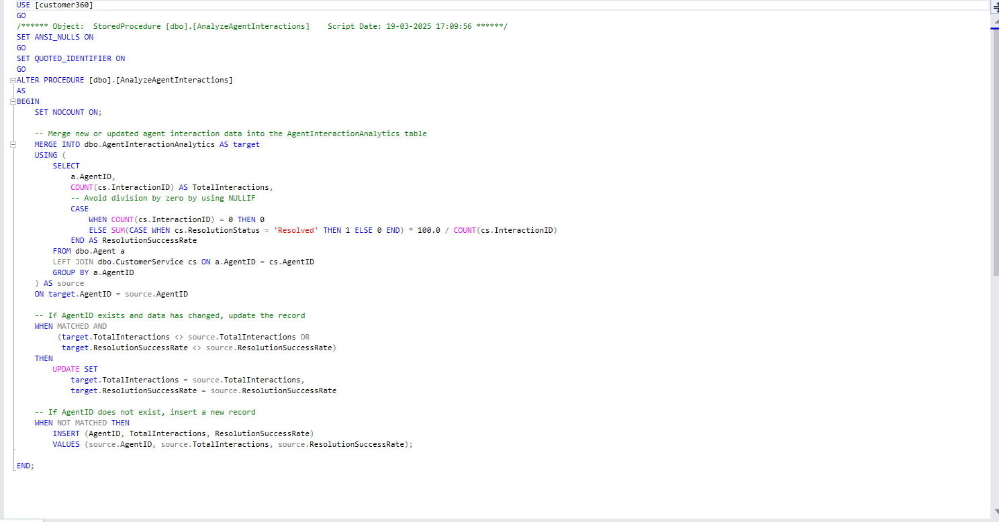 USE [customer360]
GO
/****** Object:  StoredProcedure [dbo].[AnalyzeAgentInteractions]    Script Date: 19-03-2025 17:09:56 ******/
SET ANSI_NULLS ON
GO
SET QUOTED_IDENTIFIER ON
GO
ALTER PROCEDURE [dbo].[AnalyzeAgentInteractions]
AS
BEGIN
    SET NOCOUNT ON;

    -- Merge new or updated agent interaction data into the AgentInteractionAnalytics table
    MERGE INTO dbo.AgentInteractionAnalytics AS target
    USING (
        SELECT
            a.AgentID,
            COUNT(cs.InteractionID) AS TotalInteractions,
            -- Avoid division by zero by using NULLIF
            CASE
                WHEN COUNT(cs.InteractionID) = 0 THEN 0
                ELSE SUM(CASE WHEN cs.ResolutionStatus = 'Resolved' THEN 1 ELSE 0 END) * 100.0 / COUNT(cs.InteractionID)
            END AS ResolutionSuccessRate
        FROM dbo.Agent a
        LEFT JOIN dbo.CustomerService cs ON a.AgentID = cs.AgentID
        GROUP BY a.AgentID
    ) AS source
    ON target.AgentID = source.AgentID

    -- If AgentID exists and data has changed, update the record
    WHEN MATCHED AND
         (target.TotalInteractions <> source.TotalInteractions OR
          target.ResolutionSuccessRate <> source.ResolutionSuccessRate)
    THEN
        UPDATE SET
            target.TotalInteractions = source.TotalInteractions,
            target.ResolutionSuccessRate = source.ResolutionSuccessRate

    -- If AgentID does not exist, insert a new record
    WHEN NOT MATCHED THEN
        INSERT (AgentID, TotalInteractions, ResolutionSuccessRate)
        VALUES (source.AgentID, source.TotalInteractions, source.ResolutionSuccessRate);

END;